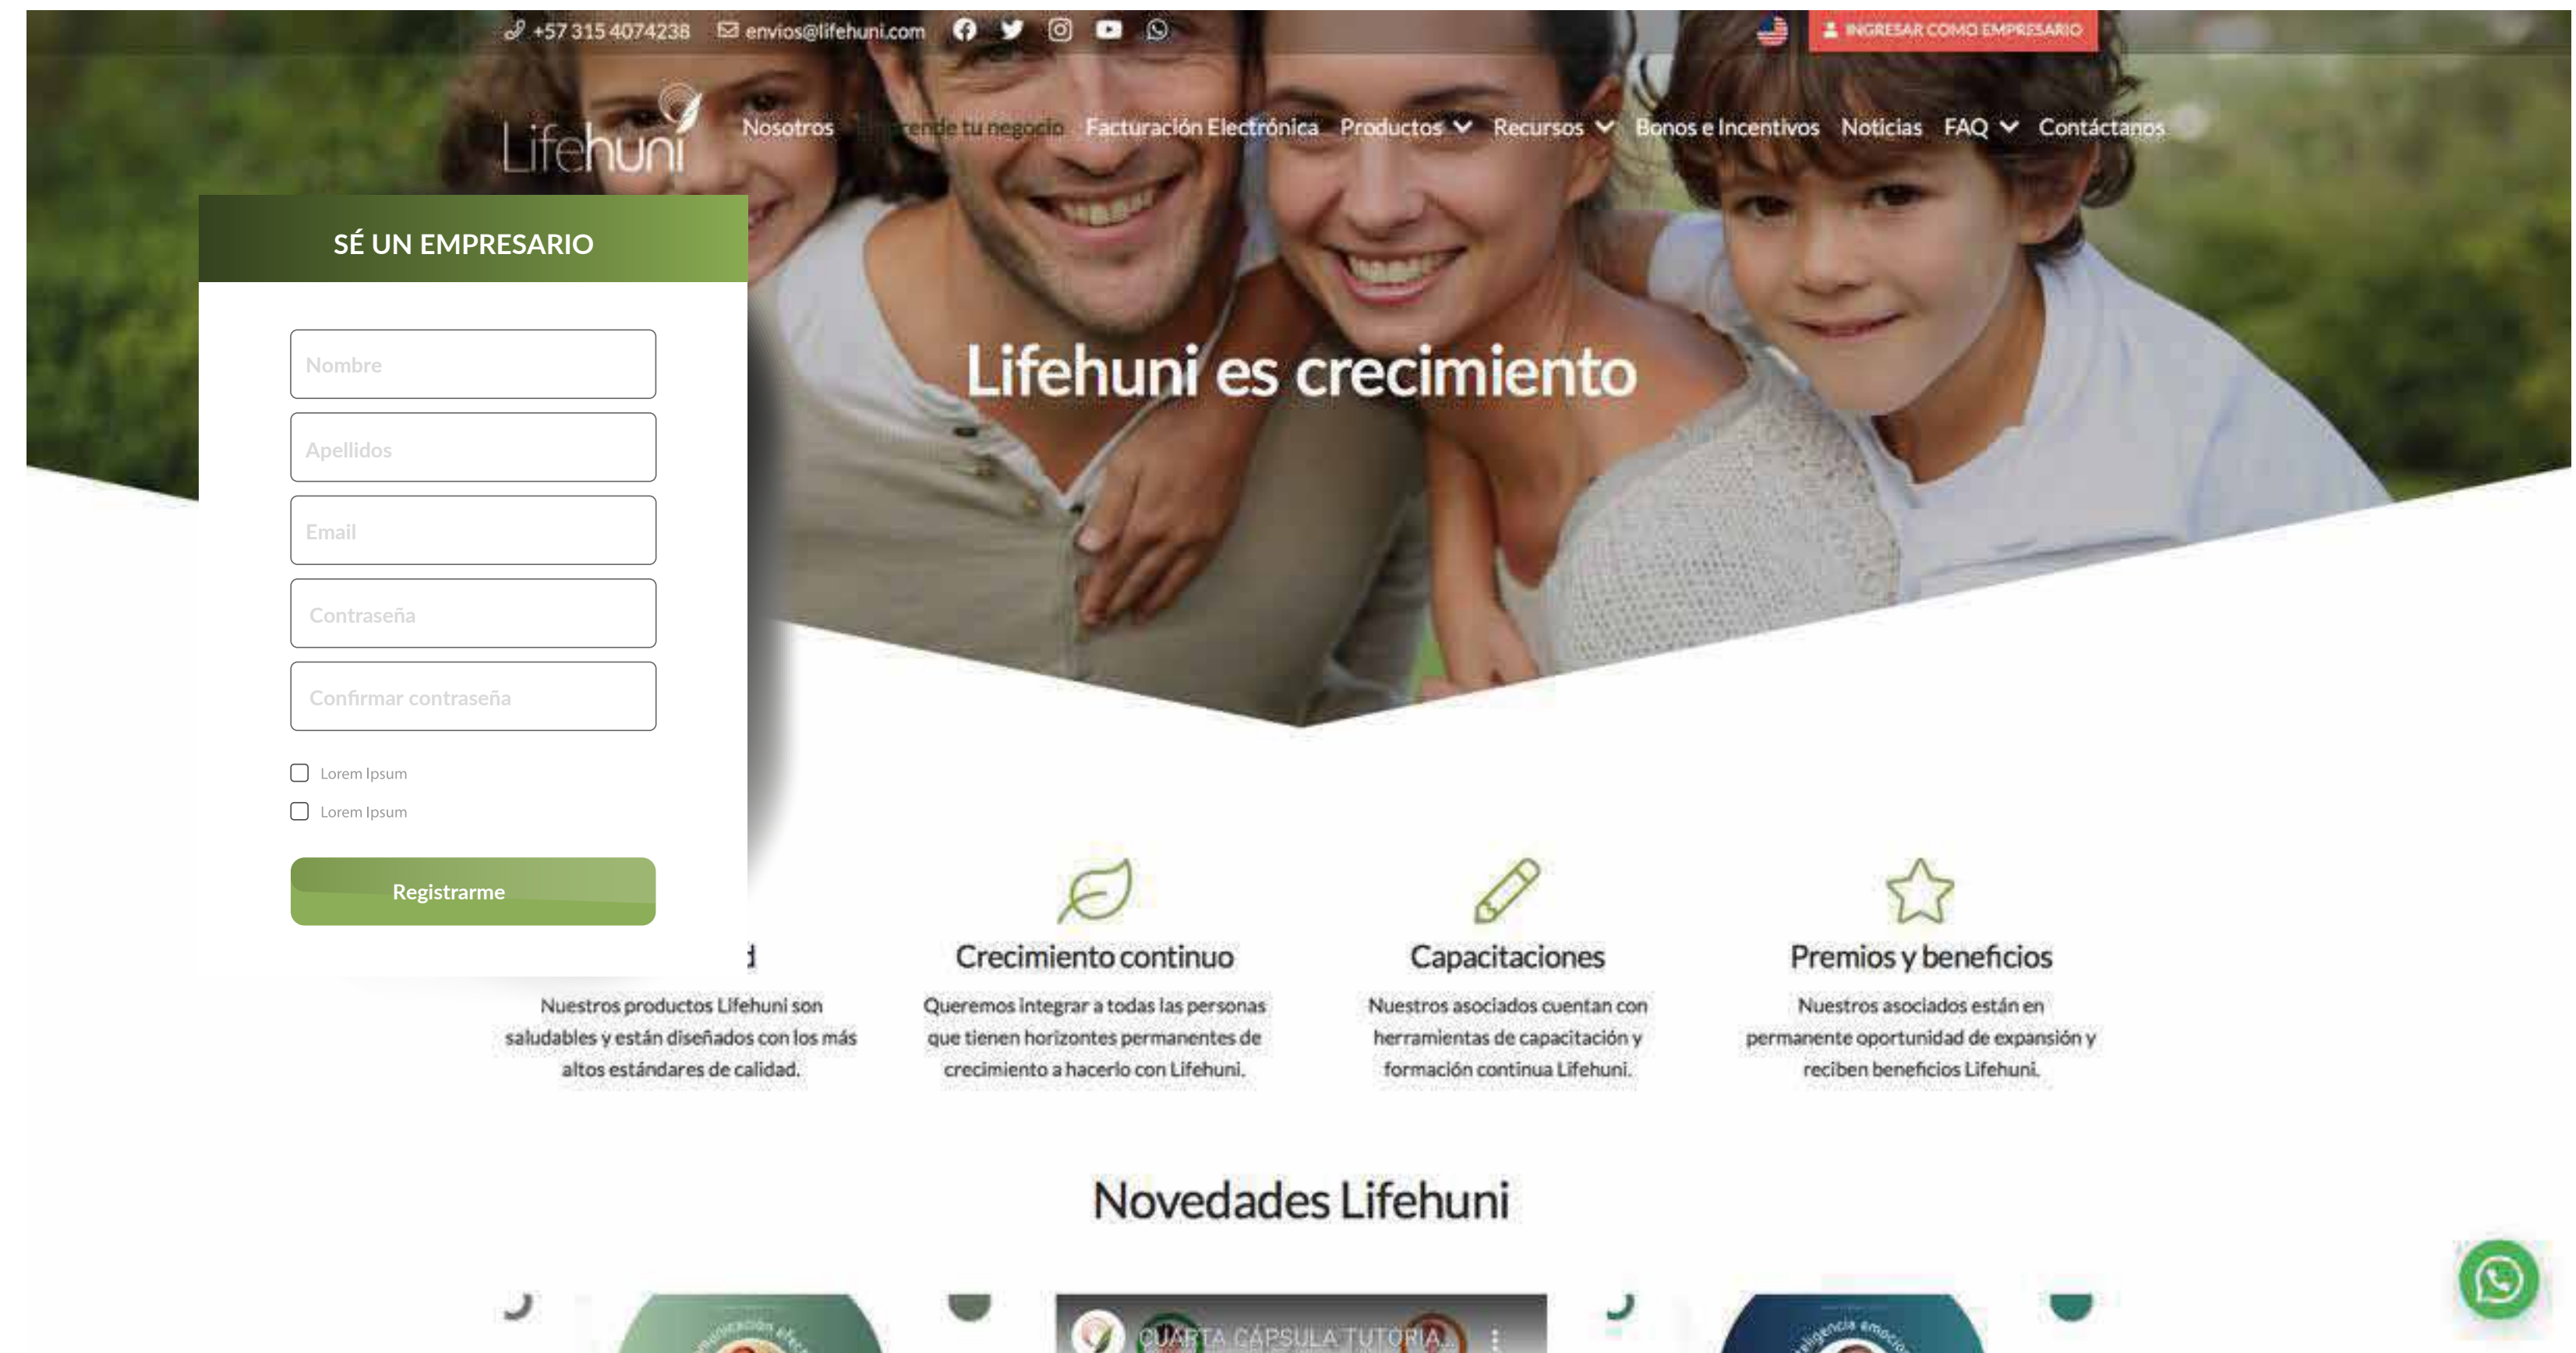 +57 315 4074238
envios@lifehuni.com
INGRESAR COMO EMPRESARIO
Lifehuni
Nosotros
rende tu negocio
Facturación Electrónica
Productos
Recursos
Bonos e Incentivos
Noticias
FAQ
Contáctanos
SÉ UN EMPRESARIO
Nombre
Apellidos
Email
Contraseña
Confirmar contraseña
Lorem Ipsum
Lorem Ipsum
Registrarme
Lifehuni es crecimiento
d
Nuestros productos Lifehuni son
saludables y están diseñados con los más
altos estándares de calidad.
Crecimiento continuo
Queremos integrar a todas las personas
que tienen horizontes permanentes de
crecimiento a hacerlo con Lifehuni.
Capacitaciones
Nuestros asociados cuentan con
herramientas de capacitación y
formación continua Lifehuni.
Premios y beneficios
Nuestros asociados están en
permanente oportunidad de expansión y
reciben beneficios Lifehuni.
Novedades Lifehuni
CUARTA CÁPSULA TUTORIA...